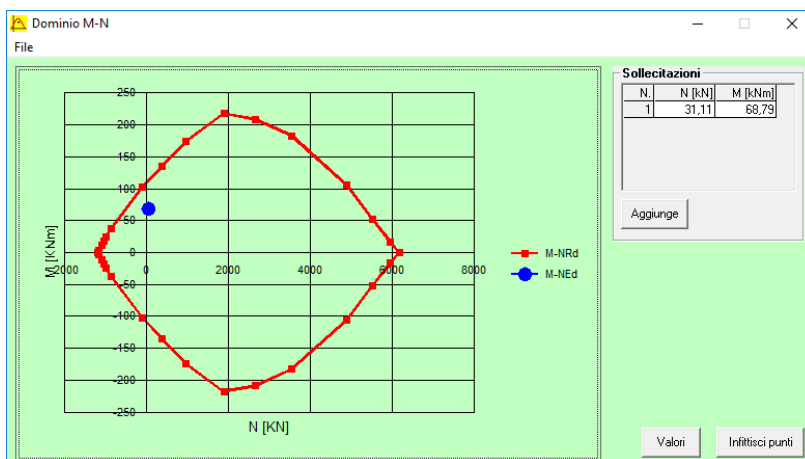 Dominio M-N
File
250
200
150
100
50
0
-50
-100
-150
-200
-250
M [KNm]
-2000
0
2000
4000
6000
8000
N [KN]
M-NRd
M-NEd
Sollecitazioni
N. N [kN] M [kNm]
1 31,11 68,79
Aggiunge
Valori
Infittisci punti